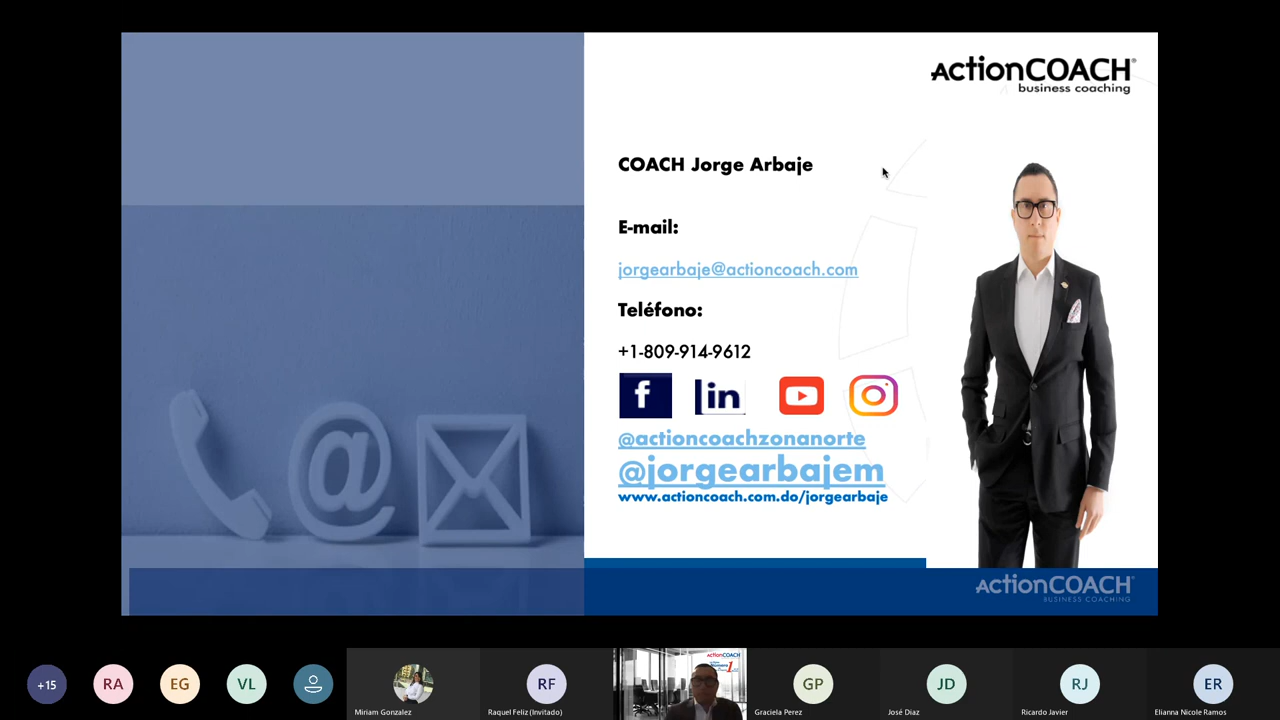 actionCOACH®
business coaching
COACH Jorge Arbaje
E-mail:
jorgearbaje@actioncoach.com
Teléfono:
+1-809-914-9612
f
in
@actioncoachzonanorte
@jorgearbajem
www.actioncoach.com.do/jorgearbaje
@
actionCOACH®
BUSINESS COACHING
+15
RA
EG
VL
RF
GP
JD
RJ
ER
actionCOACH
1
Miriam Gonzalez
Raquel Feliz (Invitado)
Graciela Perez
José Diaz
Ricardo Javier
Elianna Nicole Ramos